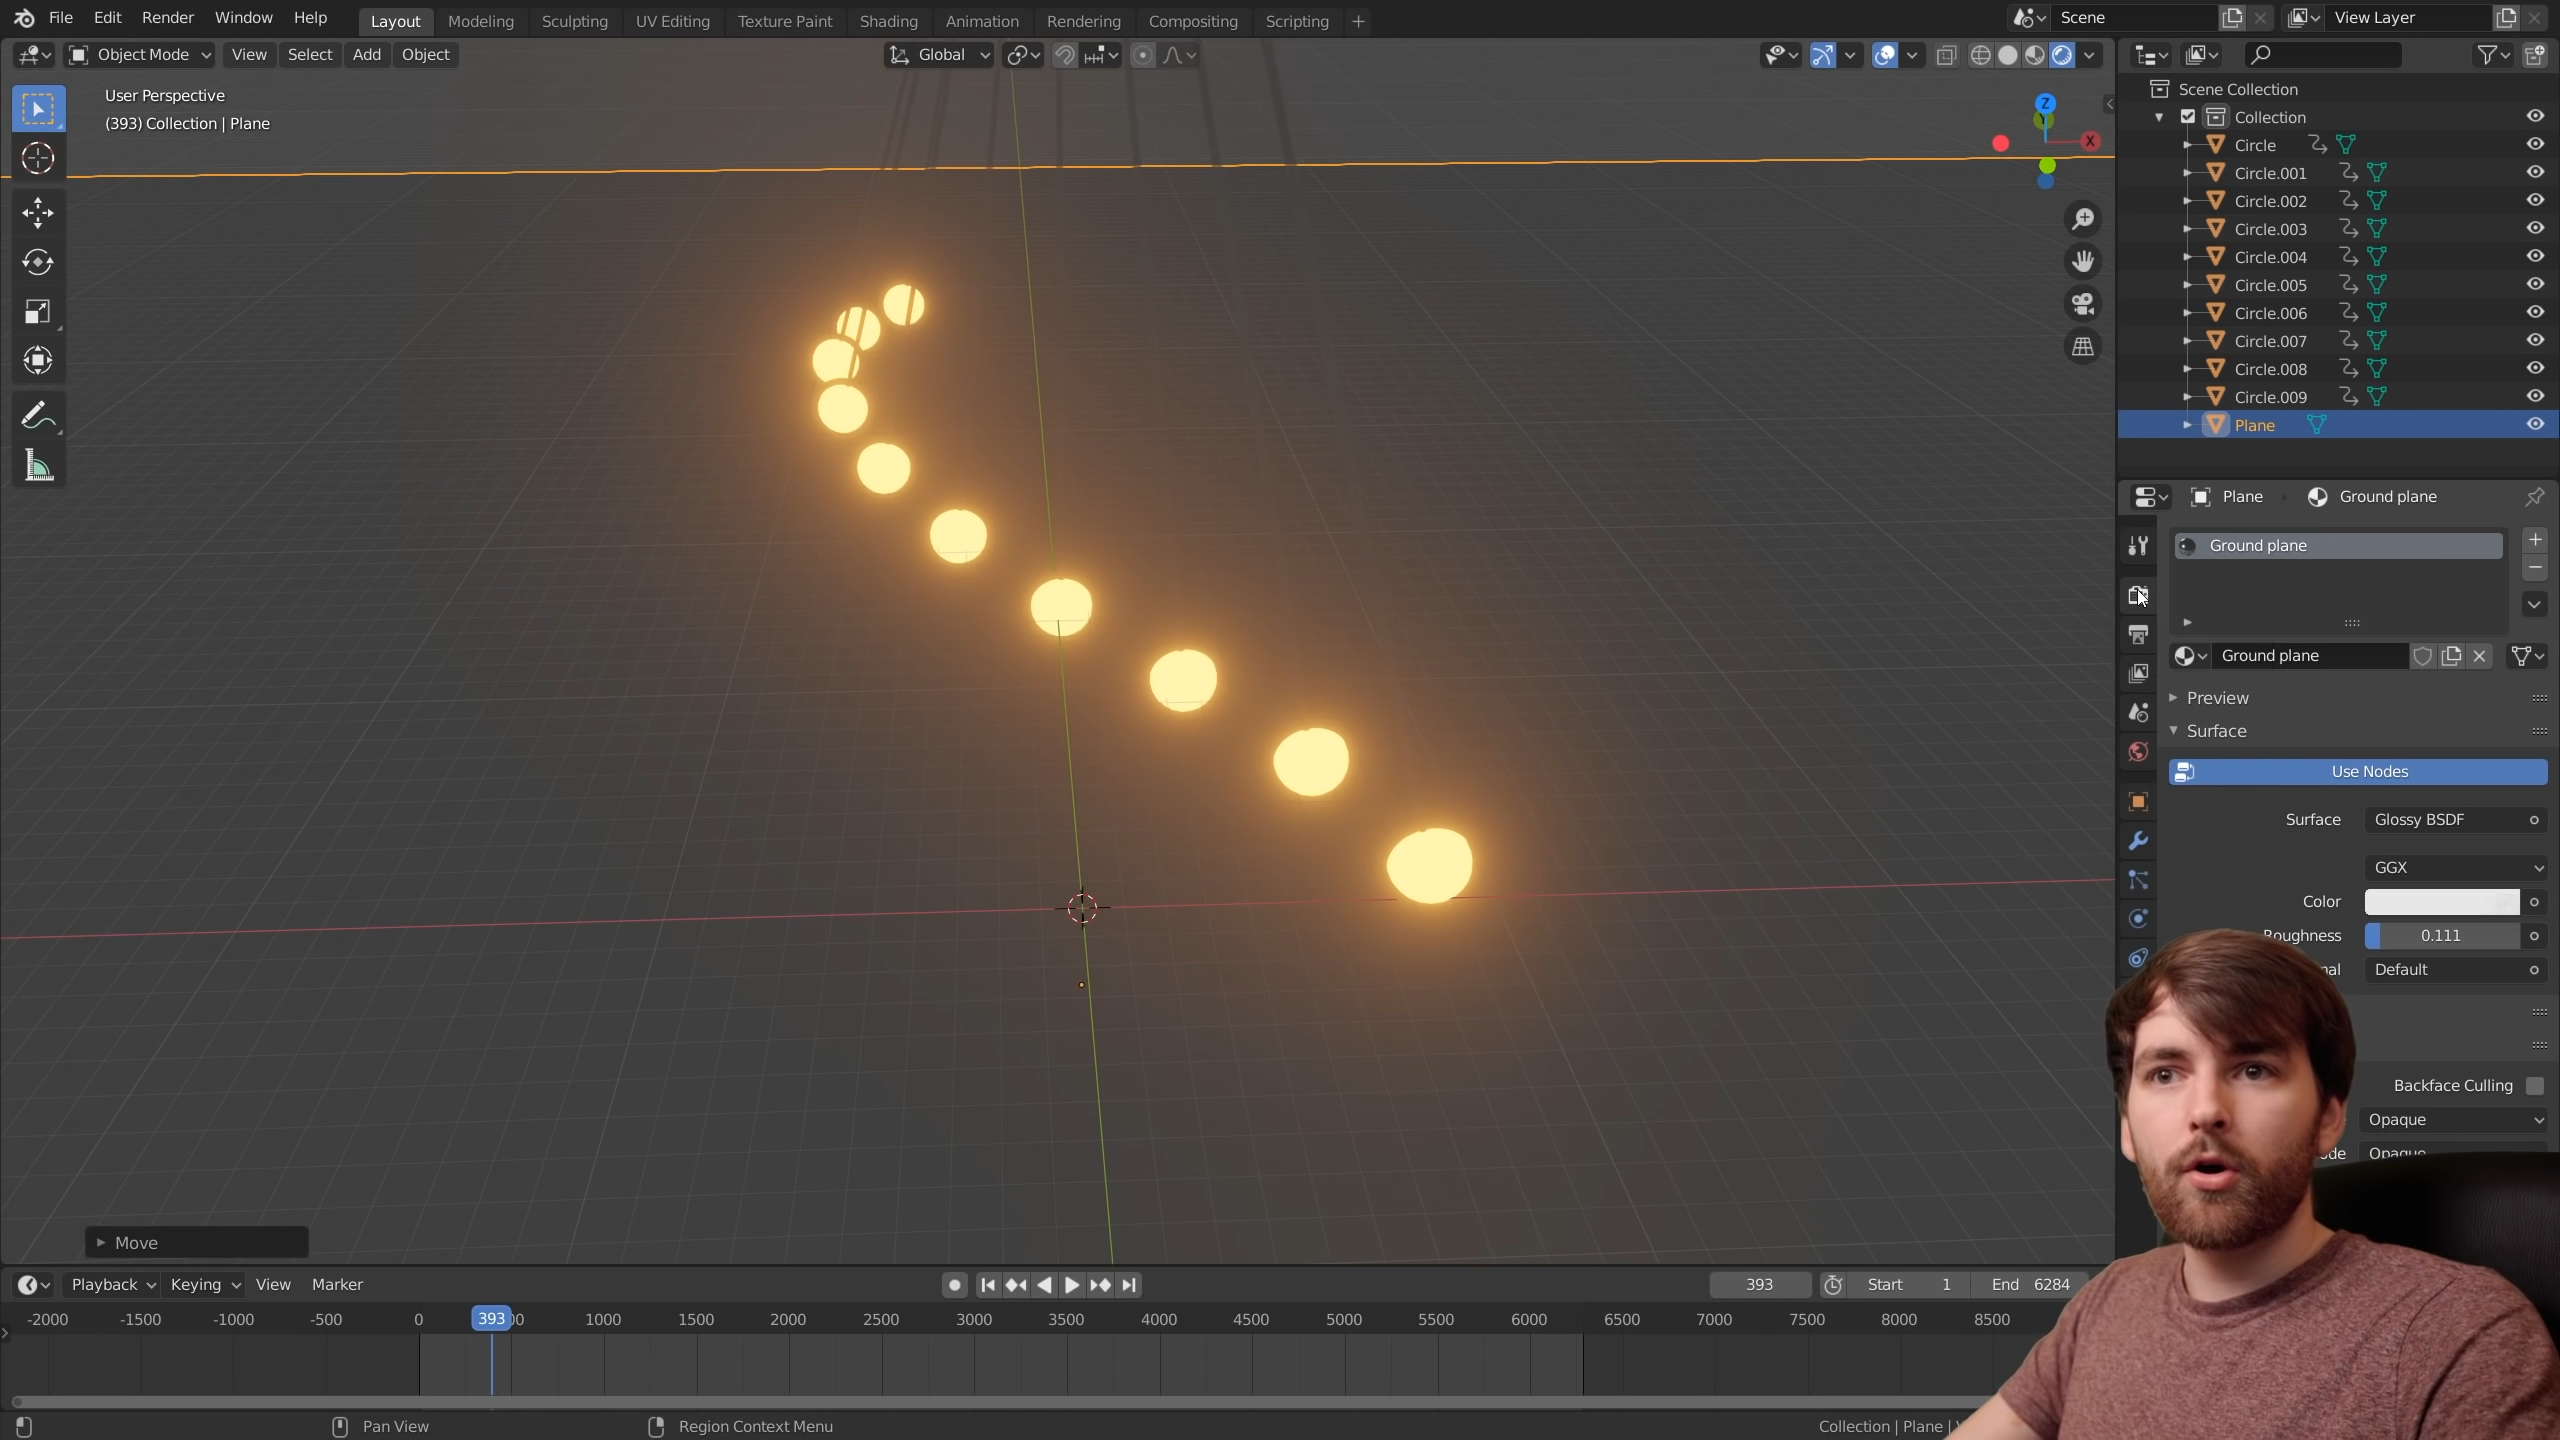 File Edit Render Window Help Layout Modeling Sculpting UV Editing Texture Paint Shading Animation Rendering Compositing Scripting + Scene View Layer
Object Mode View Select Add Object Global
User Perspective
(393) Collection | Plane
Z
Y
X
Scene Collection
Collection
Circle
Circle.001
Circle.002
Circle.003
Circle.004
Circle.005
Circle.006
Circle.007
Circle.008
Circle.009
Plane
Plane Ground plane
Ground plane
Ground plane
Preview
Surface
Use Nodes
Surface Glossy BSDF
GGX
Color
Roughness 0.111
Default
Backface Culling
Opaque
Opaque
Move
Playback Keying View Marker 393 Start 1 End 6284
-2000 -1500 -1000 -500 0 393 1000 1500 2000 2500 3000 3500 4000 4500 5000 5500 6000 6500 7000 7500 8000 8500
Pan View Region Context Menu Collection | Plane |